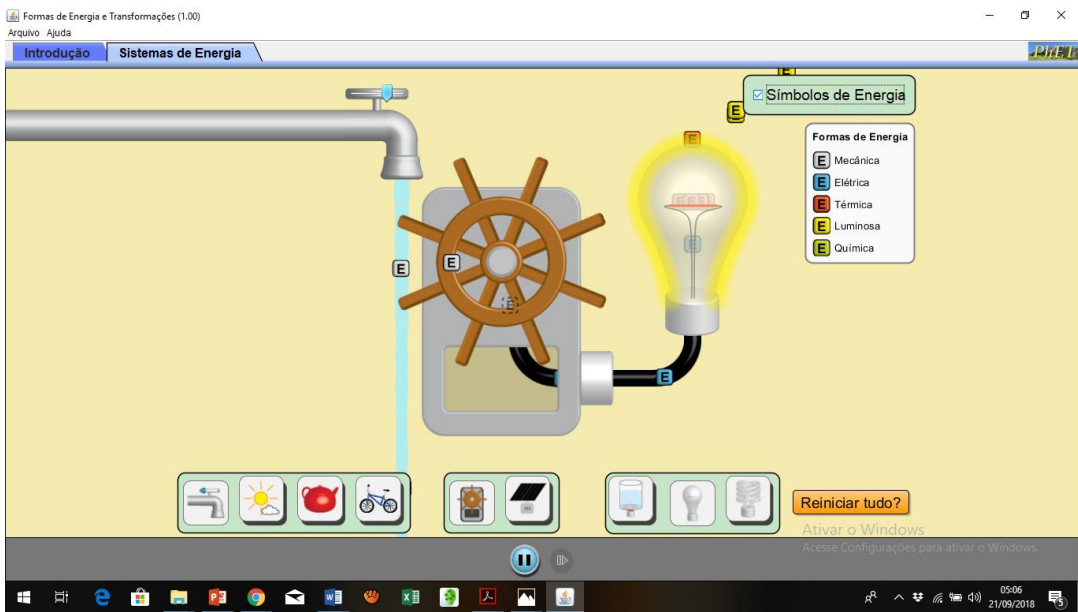 Formas de Energia e Transformações (1.00)
Arquivo Ajuda
Introdução Sistemas de Energia
PhET
E
Símbolos de Energia
E
E
Formas de Energia
E Mecânica
E Elétrica
E Térmica
E Luminosa
E Química
E E E
E
E
E
E
E
Reiniciar tudo?
Ativar o Windows
Acesse Configurações para ativar o Windows.
05:06
21/09/2018
5